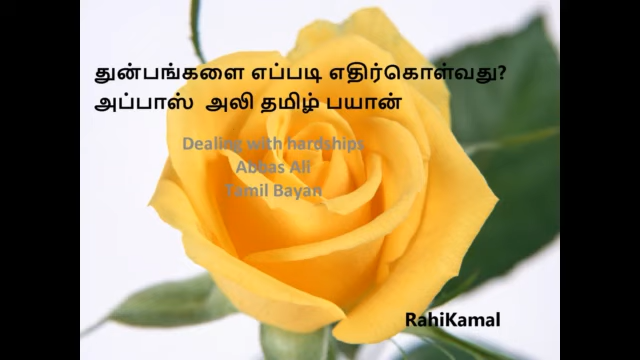 துன்பங்களை எப்படி எதிர்கொள்வது?
அப்பாஸ் அலி தமிழ் பயான்
Dealing with hardships
Abbas Ali
Tamil Bayan
RahiKamal